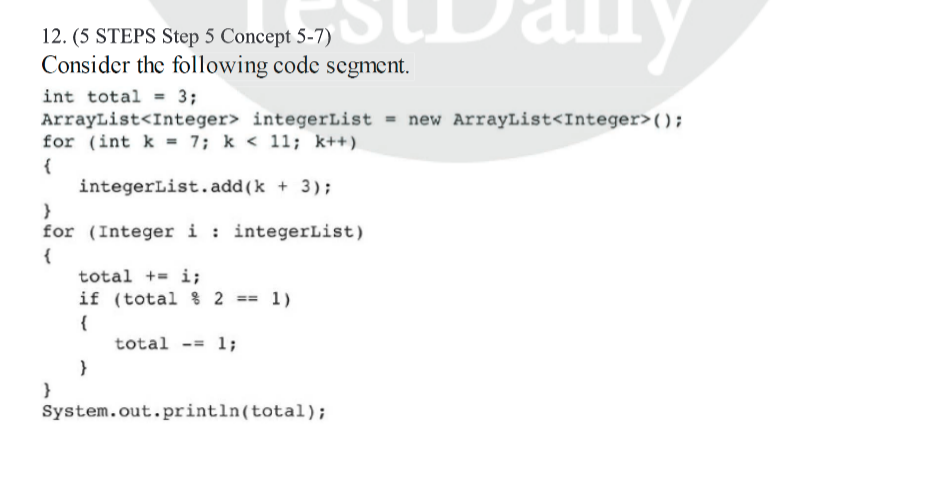 TestDaily
12. (5 STEPS Step 5 Concept 5-7)
Consider the following code segment.
int total = 3;
ArrayList<Integer> integerList = new ArrayList<Integer>();
for (int k = 7; k < 11; k++)
{
integerList.add(k + 3);
}
for (Integer i : integerList)
{
total += i;
if (total % 2 == 1)
{
total -= 1;
}
}
System.out.println(total);